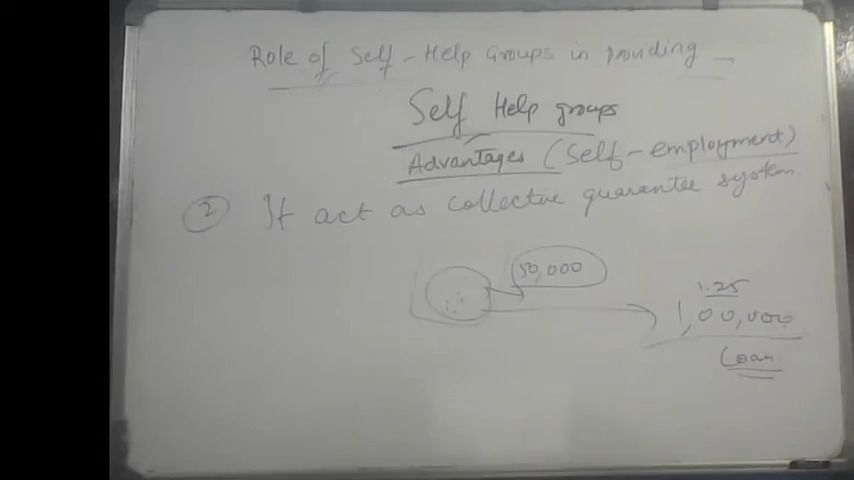 Role of Self-Help Groups in providing
Self Help groups
Advantages (Self-employment)
② It act as collective guarantee system
50,000
1.25
1,00,000
Loan